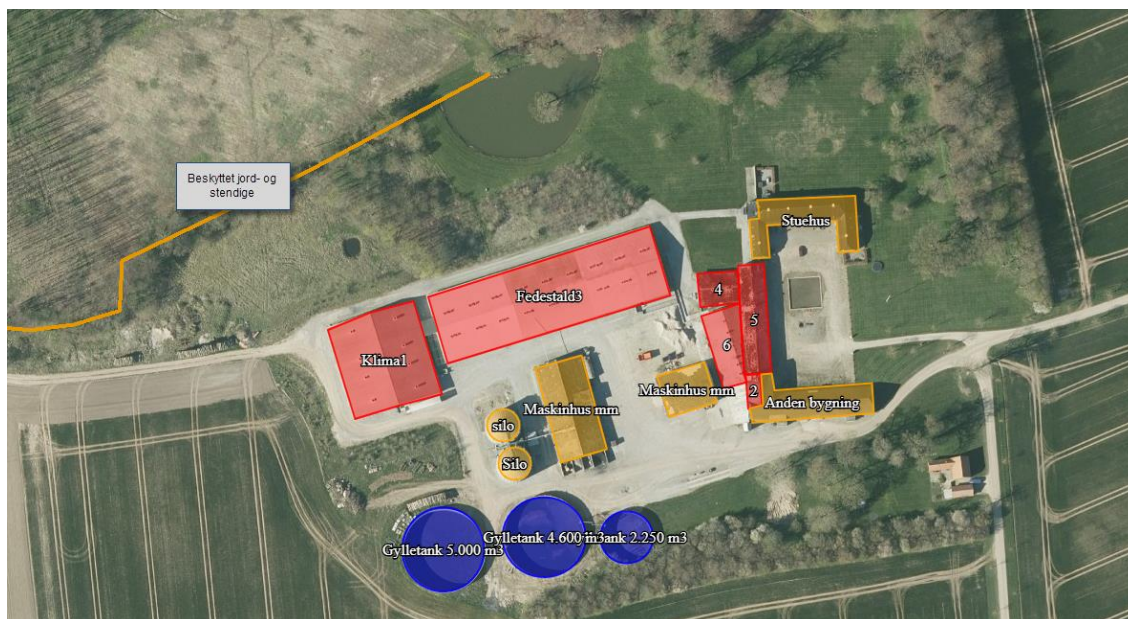 Beskyttet jord- og
stendige
Stuehus
4
Fedestald3
5
6
Klima1
Maskinhus mm
2
Anden bygning
Maskinhus mm
silo
Silo
Gylletank 5.000 m3
Gylletank 4.600 m3
ank 2.250 m3